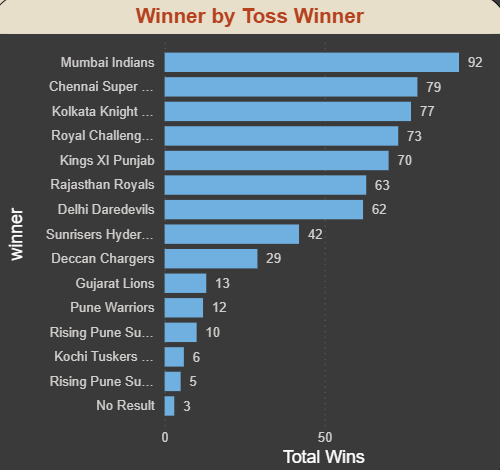 Winner by Toss Winner
Mumbai Indians 92
Chennai Super ... 79
Kolkata Knight ... 77
Royal Challeng... 73
Kings XI Punjab 70
Rajasthan Royals 63
Delhi Daredevils 62
Sunrisers Hyder... 42
Deccan Chargers 29
Gujarat Lions 13
Pune Warriors 12
Rising Pune Su... 10
Kochi Tuskers ... 6
Rising Pune Su... 5
No Result 3
winner
0 50
Total Wins